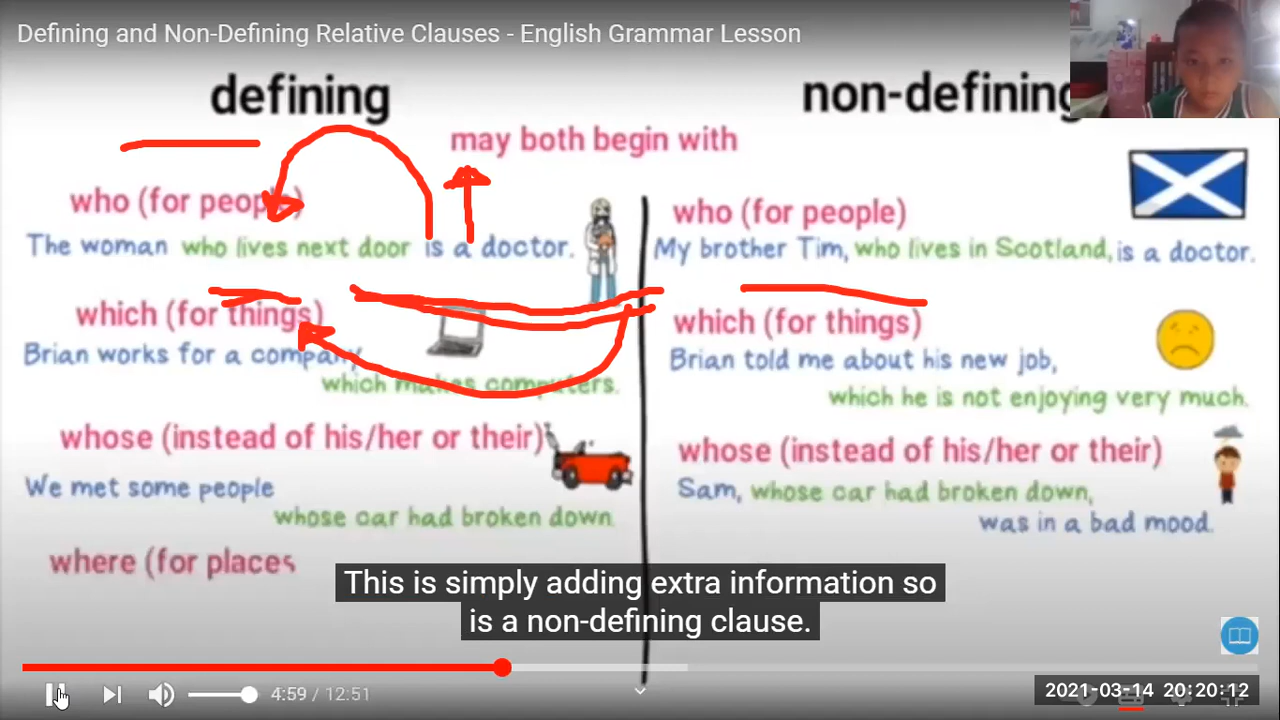 Defining and Non-Defining Relative Clauses - English Grammar Lesson
defining
non-defining
may both begin with
who (for people)
The woman who lives next door is a doctor.
which (for things)
Brian works for a company
which makes computers.
whose (instead of his/her or their)
We met some people
whose car had broken down.
where (for places
who (for people)
My brother Tim, who lives in Scotland, is a doctor.
which (for things)
Brian told me about his new job,
which he is not enjoying very much.
whose (instead of his/her or their)
Sam, whose car had broken down,
was in a bad mood.
This is simply adding extra information so
is a non-defining clause.
4:59 / 12:51
2021-03-14 20:20:12